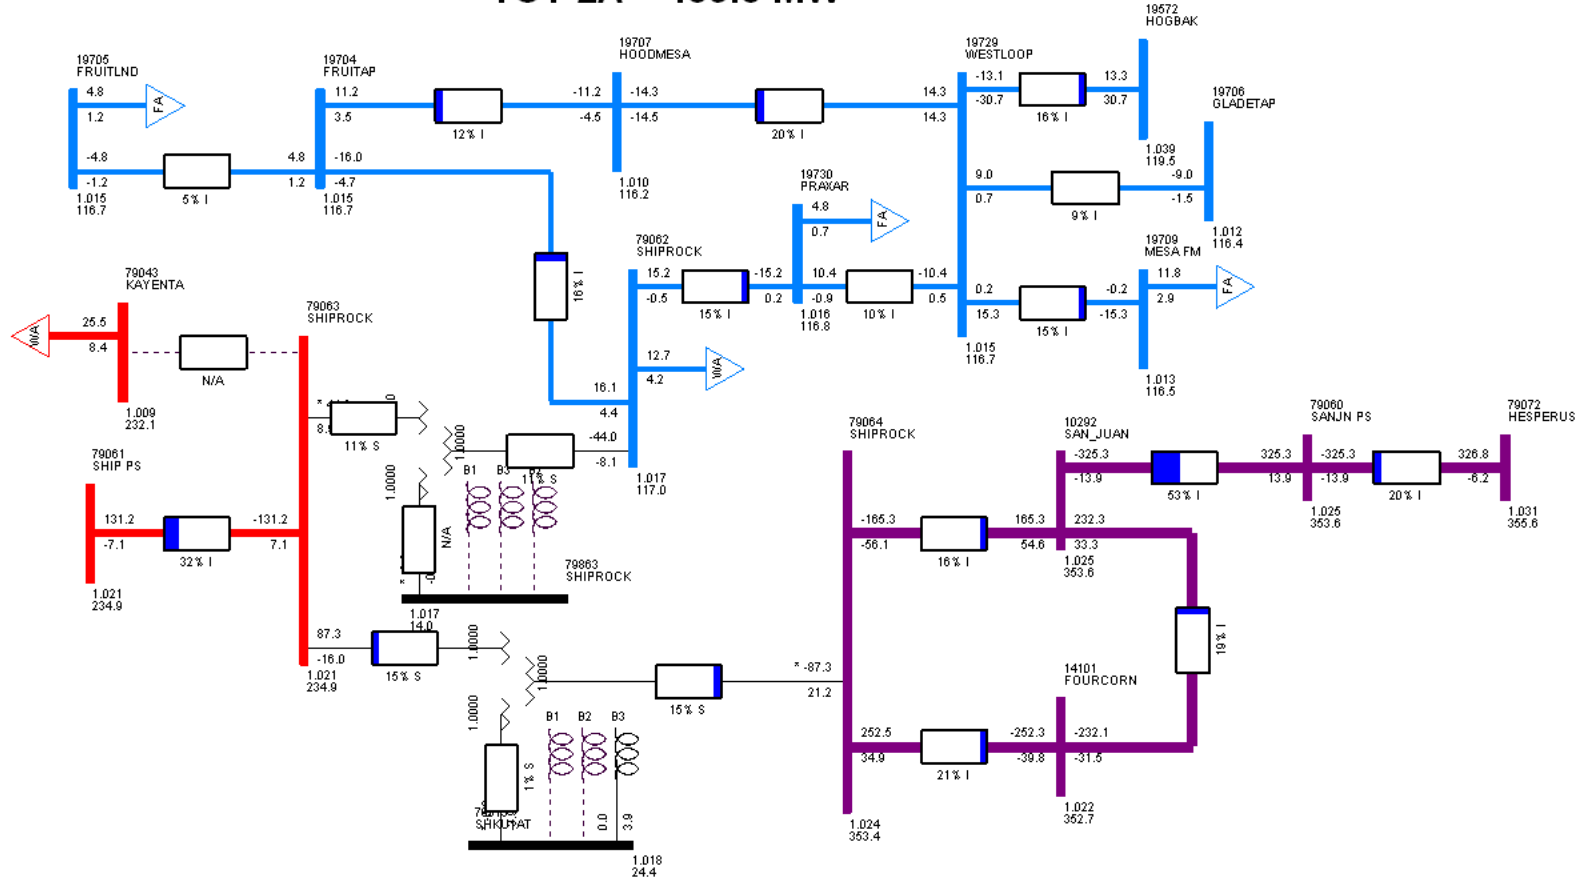 19572
HOGBAK
19705
FRUITLND
19704
FRUITAP
19707
HOODMESA
19729
WESTLOOP
4.8
1.2
FA
11.2
3.5
12% I
-11.2
-4.5
-14.3
-14.5
20% I
14.3
14.3
-13.1
-30.7
16% I
13.3
30.7
19706
GLADETAP
1.039
119.5
-4.8
-1.2
5% I
4.8
1.2
-16.0
-4.7
1.015
116.7
1.015
116.7
1.010
116.2
19730
PRAXAR
4.8
0.7
FA
9.0
0.7
9% I
-9.0
-1.5
1.012
116.4
79062
SHIPROCK
16% I
15.2
-0.5
15% I
-15.2
0.2
10.4
-0.9
10% I
-10.4
0.5
1.016
116.8
19709
MESA FM
0.2
15.3
15% I
-0.2
-15.3
11.8
2.9
FA
1.015
116.7
1.013
116.5
79043
KAYENTA
WA
25.5
8.4
N/A
1.009
232.1
79063
SHIPROCK
12.7
4.2
WA
16.1
4.4
11% S
1.0000
11% S
-44.0
-8.1
1.017
117.0
79061
SHIP PS
131.2
-7.1
32% I
-131.2
7.1
1.021
234.9
1.0000
N/A
B1
B3
79863
SHIPROCK
1.017
14.0
87.3
-16.0
15% S
1.0000
1.021
234.9
1.0000
15% S
* -87.3
21.2
1.0000
1% S
B1
B2
B3
0.0
3.9
1.018
24.4
79064
SHIPROCK
10292
SAN_JUAN
79060
SANJN PS
79072
HESPERUS
-325.3
-13.9
53% I
325.3
13.9
-325.3
-13.9
20% I
326.8
-6.2
1.025
353.6
1.031
355.6
-165.3
-56.1
16% I
165.3
54.6
232.3
33.3
1.025
353.6
19% I
14101
FOURCORN
252.5
34.9
21% I
-252.3
-39.8
-232.1
-31.5
1.022
352.7
1.024
353.4